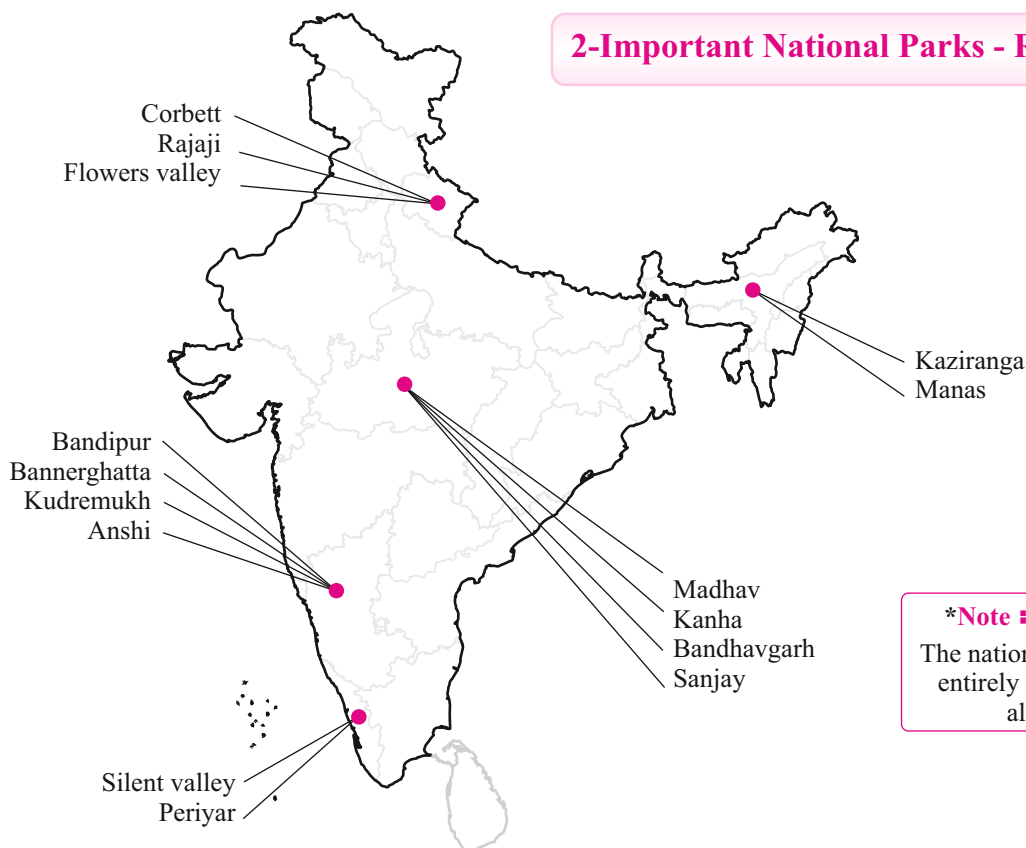 2-Important National Parks - R
Corbett
Rajaji
Flowers valley
Kaziranga
Manas
Bandipur
Bannerghatta
Kudremukh
Anshi
Madhav
Kanha
Bandhavgarh
Sanjay
*Note =
The nation
entirely
al
Silent valley
Periyar